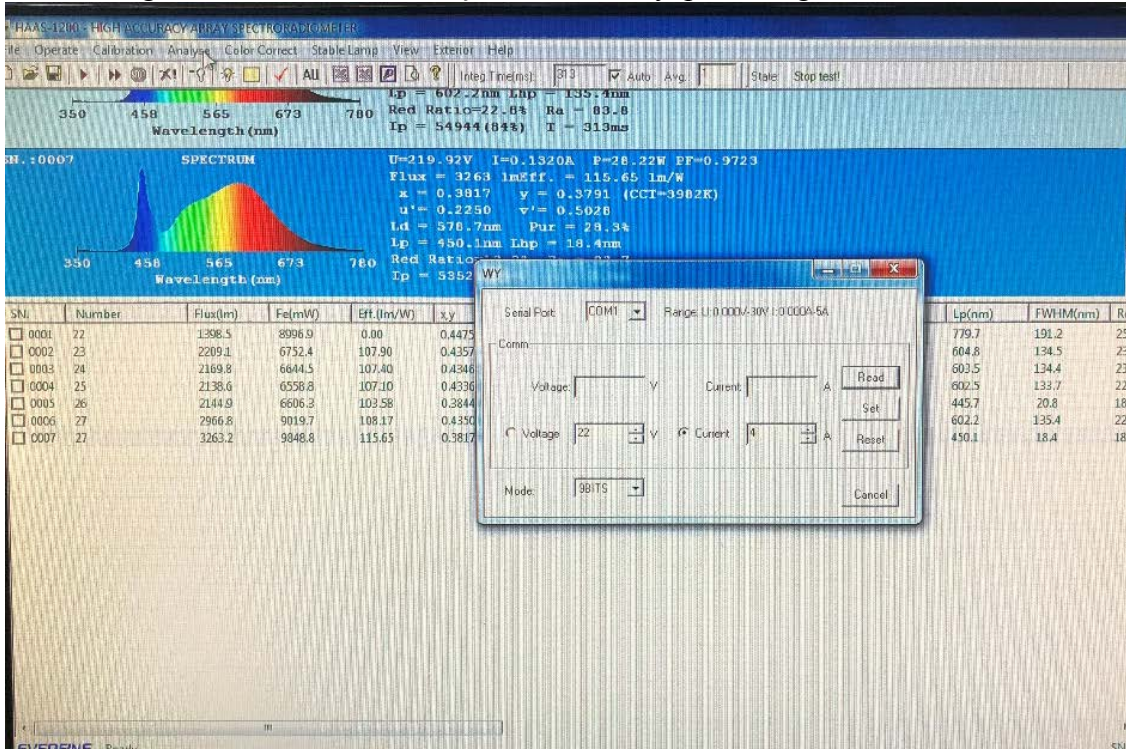 HAAS-1200 - HIGH ACCURACY ARRAY SPECTRORADIOMETER
Operate Calibration Analyse Color Correct Stable Lamp View Exterior Help
ALL Integ.Time(ms): 313 Auto Avg. 1 State: Stop test!
Lp = 602.2nm Lhp = 135.4nm
350 458 565 673 780 Red Ratio=22.8% Ra = 83.8
Wavelength(nm) Ip = 54944(84%) T = 313ms
SN.:0007 SPECTRUM U=219.92V I=0.1320A P=28.22W PF=0.9723
Flux = 3263 lmEff. = 115.65 lm/W
x = 0.3817 y = 0.3791 (CCT=3982K)
u'= 0.2250 v'= 0.5028
Ld = 578.7nm Pur = 28.3%
Lp = 450.1nm Lhp = 18.4nm
350 458 565 673 780 Red
Wavelength(nm) Ip = 5352
WY
Serial Port: COM1 Range: U:0.000V-30V I:0.000A-5A
Comm
Voltage: V Current: A Read
Set
Voltage 22 V Current 4 A Reset
Mode: 9BITS Cancel
SN. Number Flux(lm) Fe(mW) Eff.(lm/W) x,y Lp(nm) FWHM(nm)
0001 22 1398.5 8996.9 0.00 0.4475 779.7 191.2
0002 23 2209.1 6752.4 107.90 0.4357 604.8 134.5
0003 24 2169.8 6644.5 107.40 0.4346 603.5 134.4
0004 25 2138.6 6558.8 107.10 0.4336 602.5 133.7
0005 26 2144.9 6606.3 103.58 0.3844 445.7 20.8
0006 27 2966.8 9019.7 108.17 0.4350 602.2 135.4
0007 27 3263.2 9848.8 115.65 0.3817 450.1 18.4
EVERFINE Ready